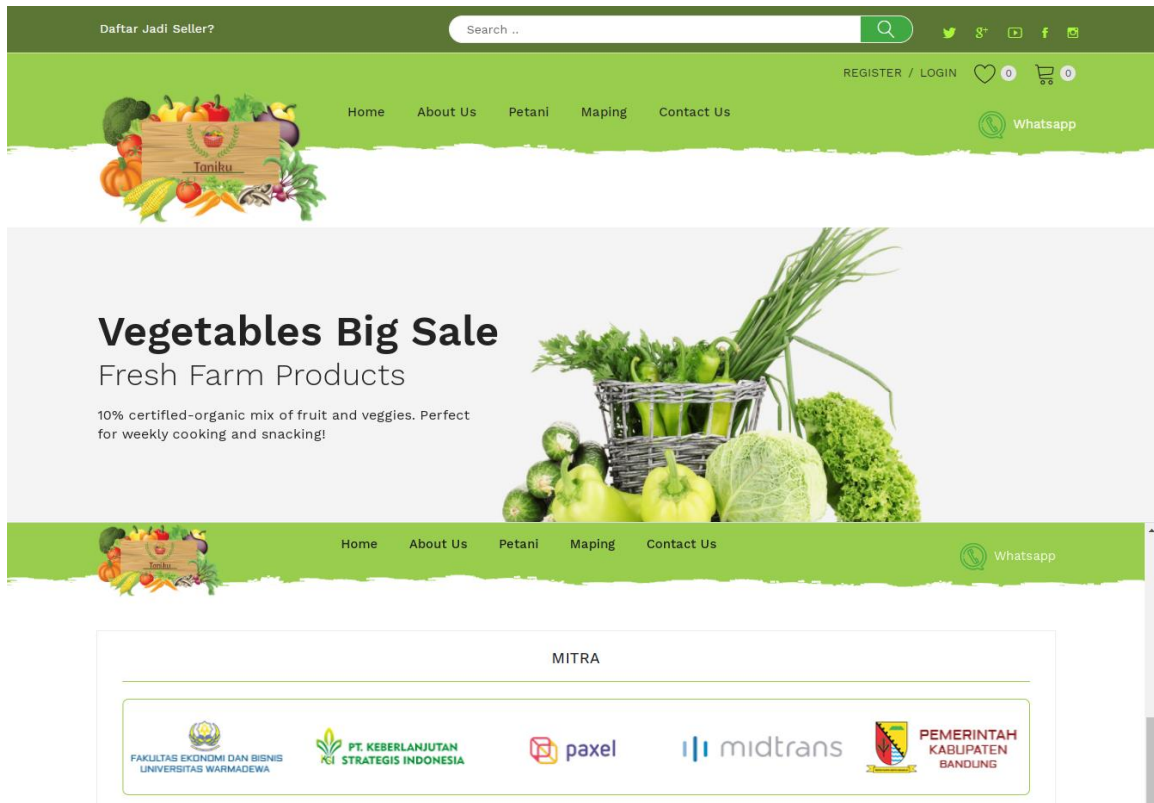 Daftar Jadi Seller?
Search ..
REGISTER / LOGIN 0 0
Home About Us Petani Maping Contact Us
Whatsapp
Taniku
Vegetables Big Sale
Fresh Farm Products
10% certifled-organic mix of fruit and veggies. Perfect
for weekly cooking and snacking!
Home About Us Petani Maping Contact Us
Whatsapp
Taniku
MITRA
FAKULTAS EKONOMI DAN BISNIS
UNIVERSITAS WARMADEWA
KSI
PT. KEBERLANJUTAN
STRATEGIS INDONESIA
paxel
midtrans
PEMERINTAH
KABUPATEN
BANDUNG